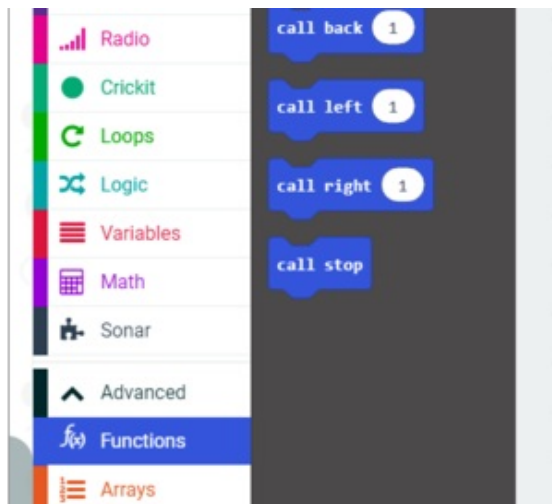 Radio
Crickit
Loops
Logic
Variables
Math
Sonar
Advanced
f(x) Functions
Arrays
call back 1
call left 1
call right 1
call stop